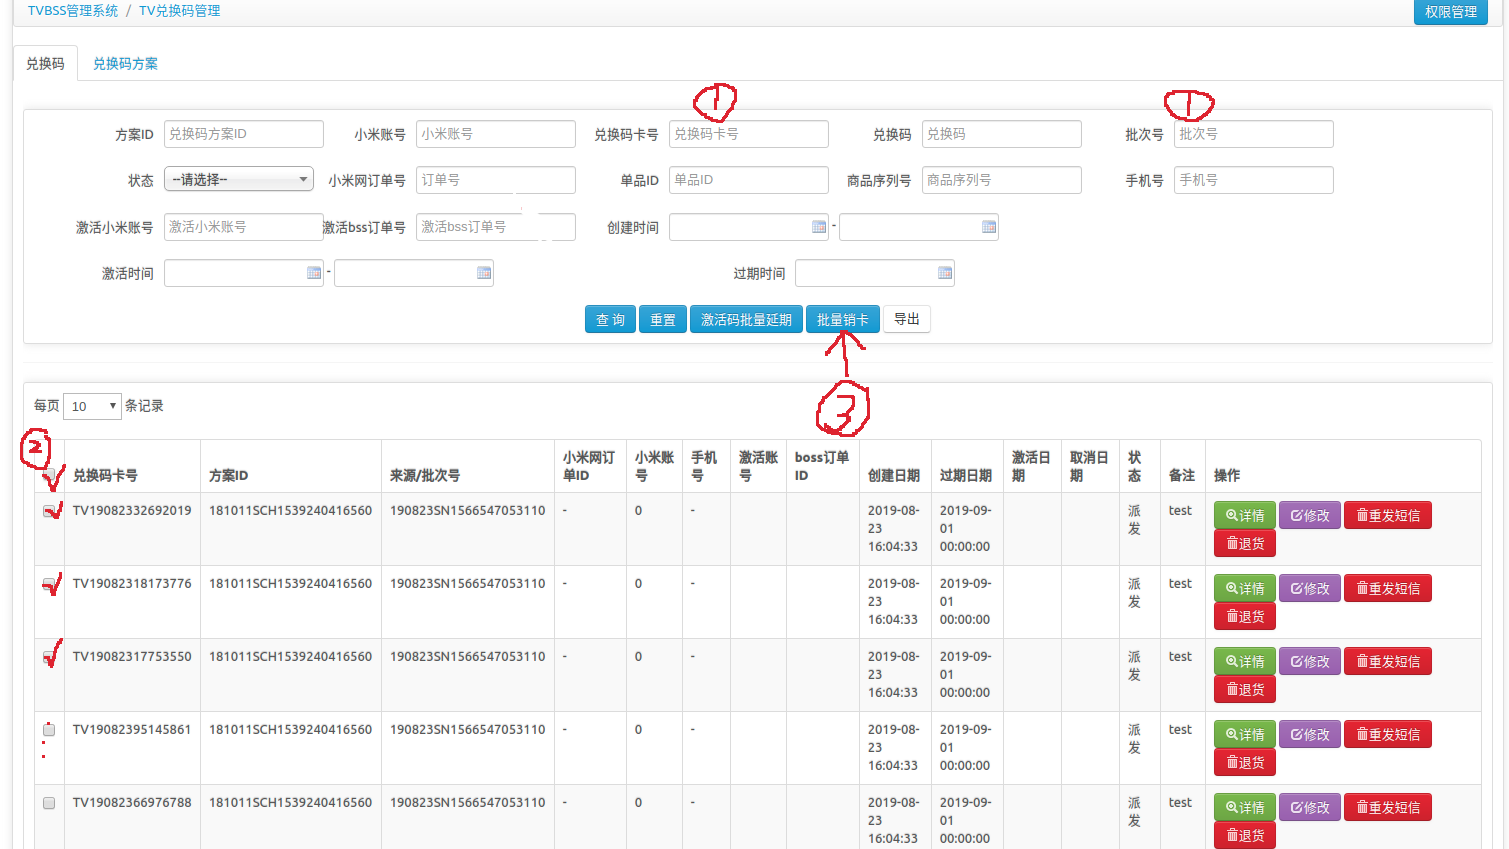 TVBSS管理系统 / TV兑换码管理
权限管理
兑换码 兑换码方案
1 1
方案ID 兑换码方案ID 小米账号 小米账号 兑换码卡号 兑换码卡号 兑换码 兑换码 批次号 批次号
状态 --请选择-- 小米网订单号 订单号 单品ID 单品ID 商品序列号 商品序列号 手机号 手机号
激活小米账号 激活小米账号 激活bss订单号 激活bss订单号 创建时间 -
激活时间 - 过期时间
查 询 重置 激活码批量延期 批量销卡 导出
3
每页 10 条记录
2
兑换码卡号 方案ID 来源/批次号 小米网订单ID 小米账号 手机号 激活账号 boss订单ID 创建日期 过期日期 激活日期 取消日期 状态 备注 操作
TV19082332692019 181011SCH1539240416560 190823SN1566547053110 - 0 - 2019-08-23 16:04:33 2019-09-01 00:00:00 派发 test 详情 修改 重发短信 退货
TV19082318173776 181011SCH1539240416560 190823SN1566547053110 - 0 - 2019-08-23 16:04:33 2019-09-01 00:00:00 派发 test 详情 修改 重发短信 退货
TV19082317753550 181011SCH1539240416560 190823SN1566547053110 - 0 - 2019-08-23 16:04:33 2019-09-01 00:00:00 派发 test 详情 修改 重发短信 退货
TV19082395145861 181011SCH1539240416560 190823SN1566547053110 - 0 - 2019-08-23 16:04:33 2019-09-01 00:00:00 派发 test 详情 修改 重发短信 退货
TV19082366976788 181011SCH1539240416560 190823SN1566547053110 - 0 - 2019-08-23 16:04:33 2019-09-01 00:00:00 派发 test 详情 修改 重发短信 退货